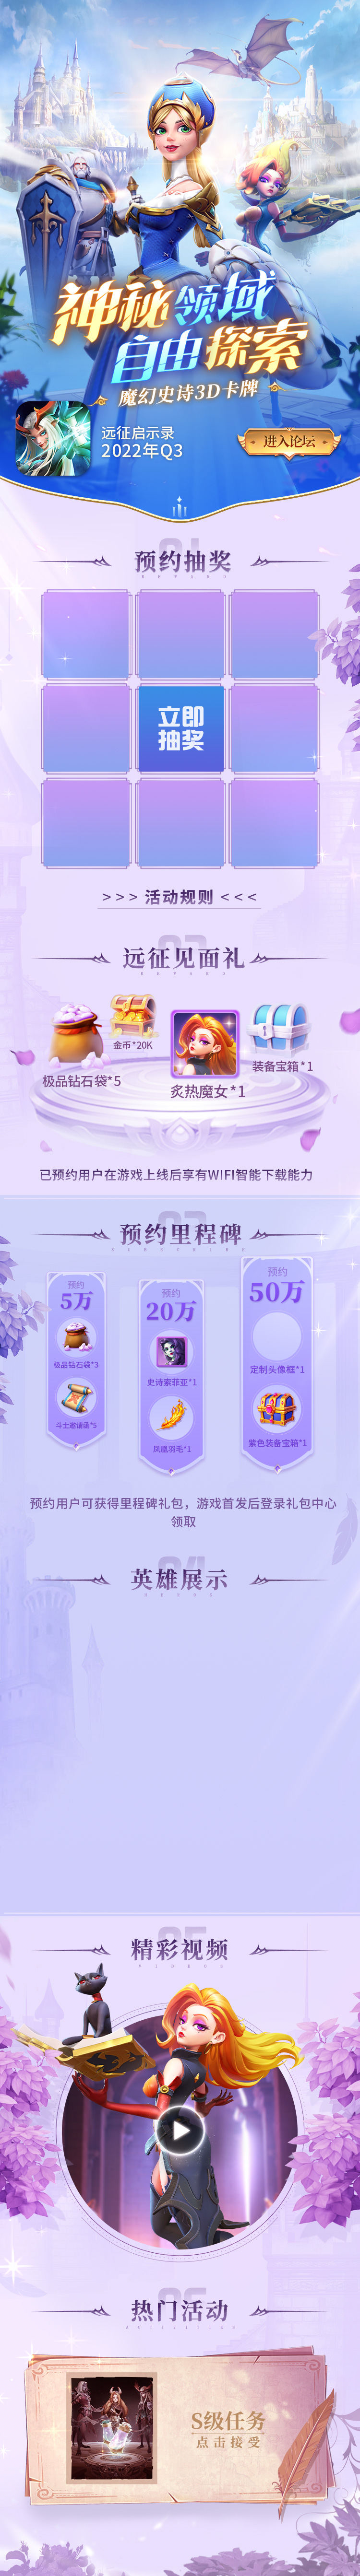 神秘领域
自由探索
魔幻史诗3D卡牌
远征启示录
2022年Q3
进入论坛
01
预约抽奖
REWARD
立即
抽奖
>>> 活动规则 <<<
02
远征见面礼
REWARD
金币*20K
极品钻石袋*5
炙热魔女*1
装备宝箱*1
已预约用户在游戏上线后享有WIFI智能下载能力
03
预约里程碑
预约
5万
极品钻石袋*3
斗士邀请函*5
预约
20万
史诗索菲亚*1
凤凰羽毛*1
预约
50万
定制头像框*1
紫色装备宝箱*1
预约用户可获得里程碑礼包，游戏首发后登录礼包中心
领取
04
英雄展示
05
精彩视频
06
热门活动
ACTIVITIES
S级任务
点击接受